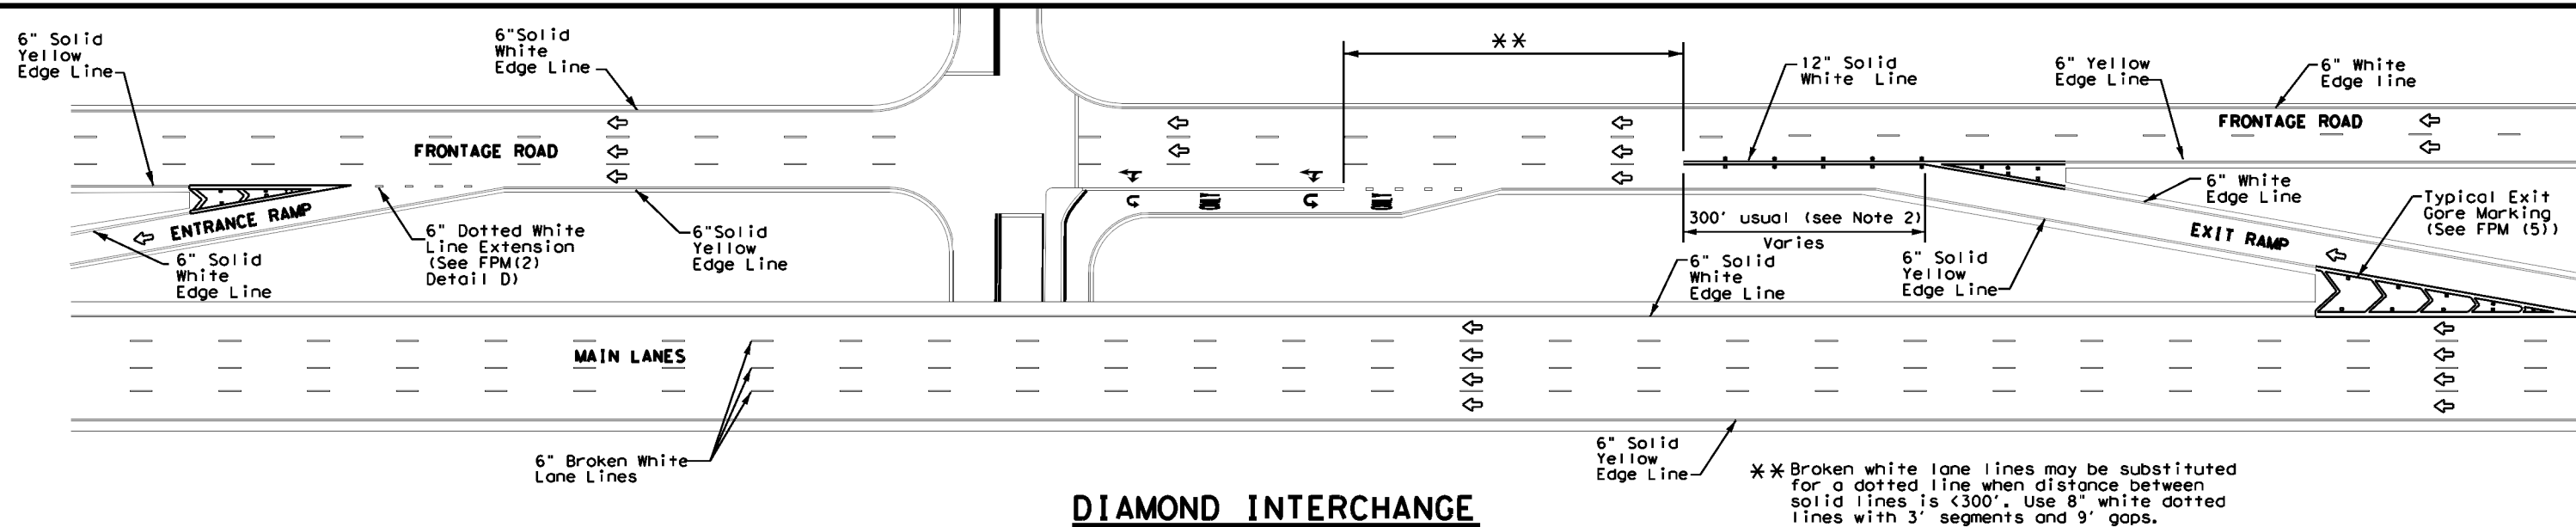 6" Solid
Yellow
Edge Line
6"Solid
White
Edge Line
**
12" Solid
White Line
6" Yellow
Edge Line
6" White
Edge line
FRONTAGE ROAD
FRONTAGE ROAD
ENTRANCE RAMP
6" Solid
White
Edge Line
6" Dotted White
Line Extension
(See FPM(2)
Detail D)
6"Solid
Yellow
Edge Line
300' usual (see Note 2)
Varies
6" Solid
White
Edge Line
6" Solid
Yellow
Edge Line
6" White
Edge Line
EXIT RAMP
Typical Exit
Gore Marking
(See FPM (5))
MAIN LANES
6" Broken White
Lane Lines
6" Solid
Yellow
Edge Line
** Broken white lane lines may be substituted
for a dotted line when distance between
solid lines is <300'. Use 8" white dotted
lines with 3' segments and 9' gaps.
DIAMOND INTERCHANGE